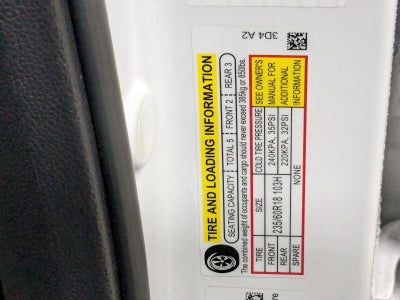 3D4 A2
TIRE AND LOADING INFORMATION
SEATING CAPACITY TOTAL 5 FRONT 2 REAR 3
The combined weight of occupants and cargo should never exceed 385kg or 850lbs.
TIRE SIZE COLD TIRE PRESSURE SEE OWNER'S
FRONT 235/60R18 103H 240KPA, 35PSI MANUAL FOR
REAR 220KPA, 32PSI ADDITIONAL
SPARE NONE INFORMATION